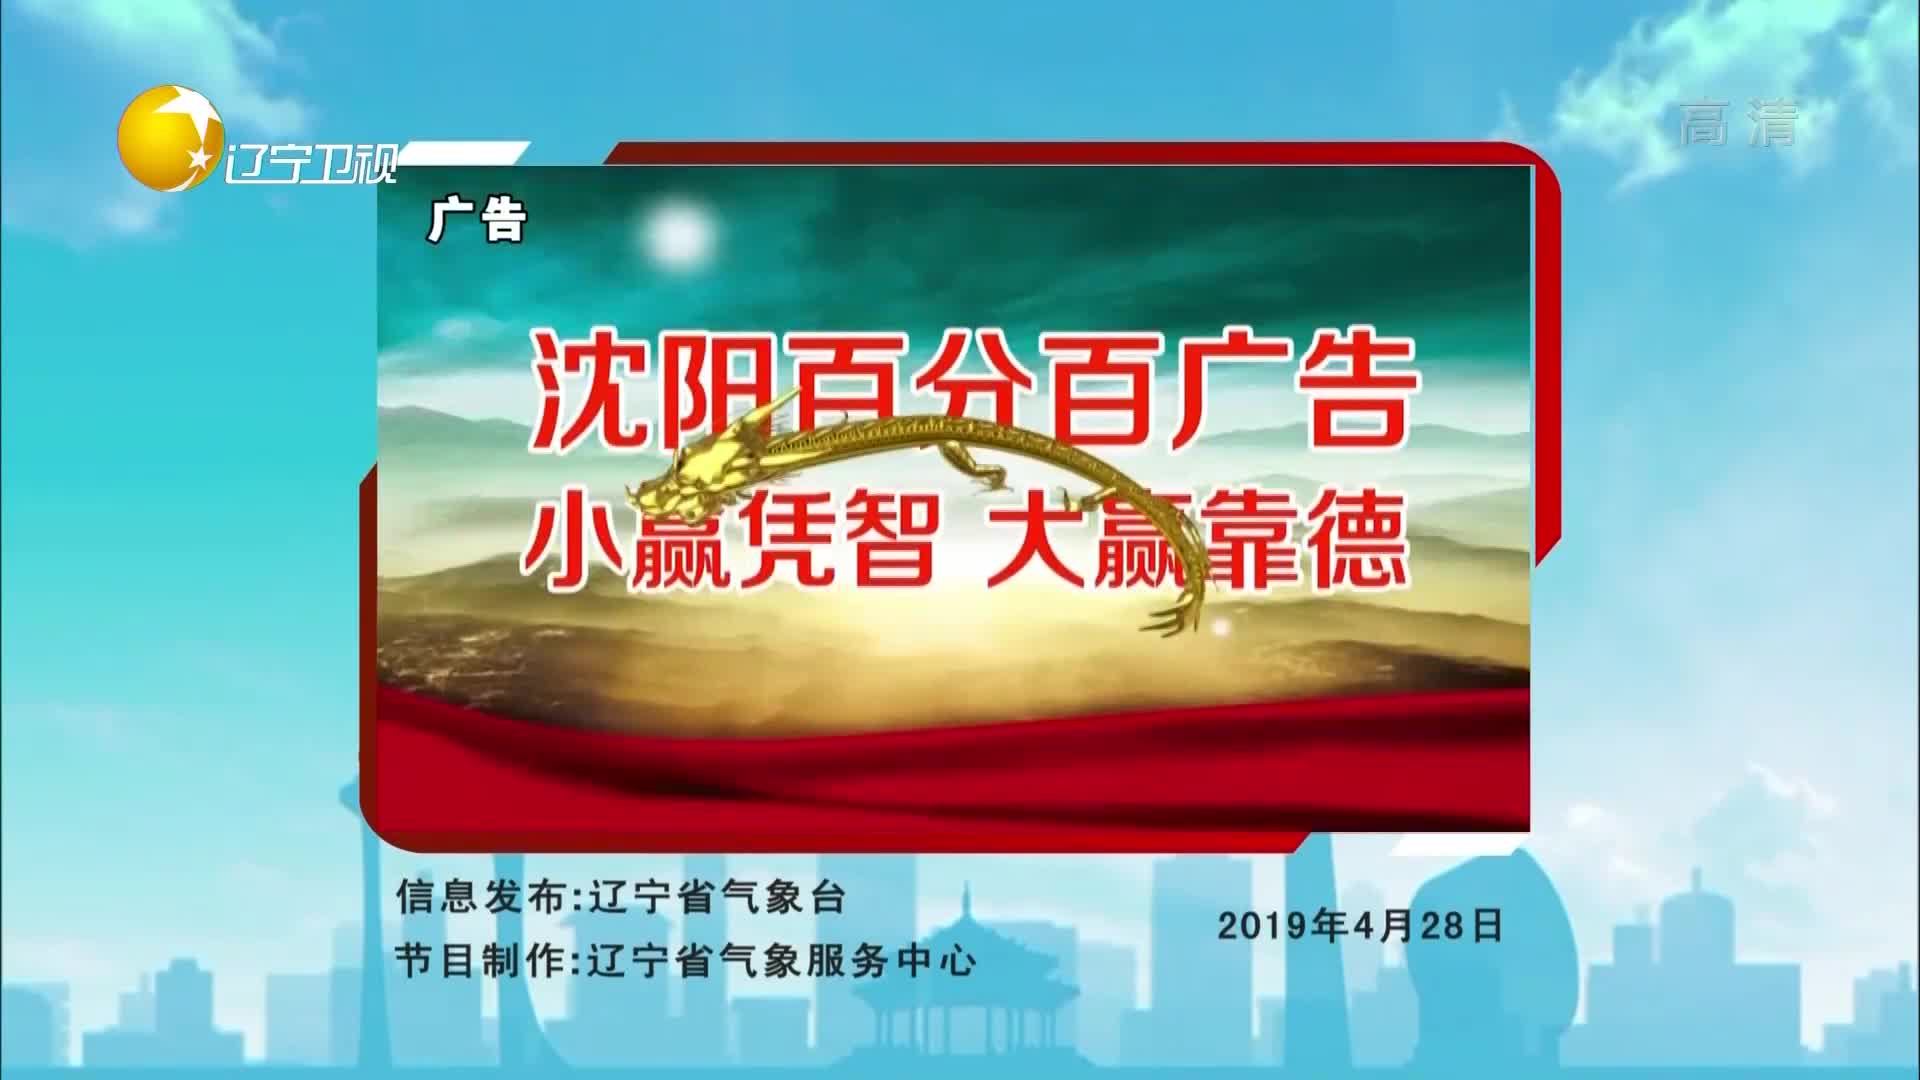 辽宁卫视
高清
广告
沈阳百分百广告
小赢凭智 大赢靠德
信息发布:辽宁省气象台
节目制作:辽宁省气象服务中心
2019年4月28日